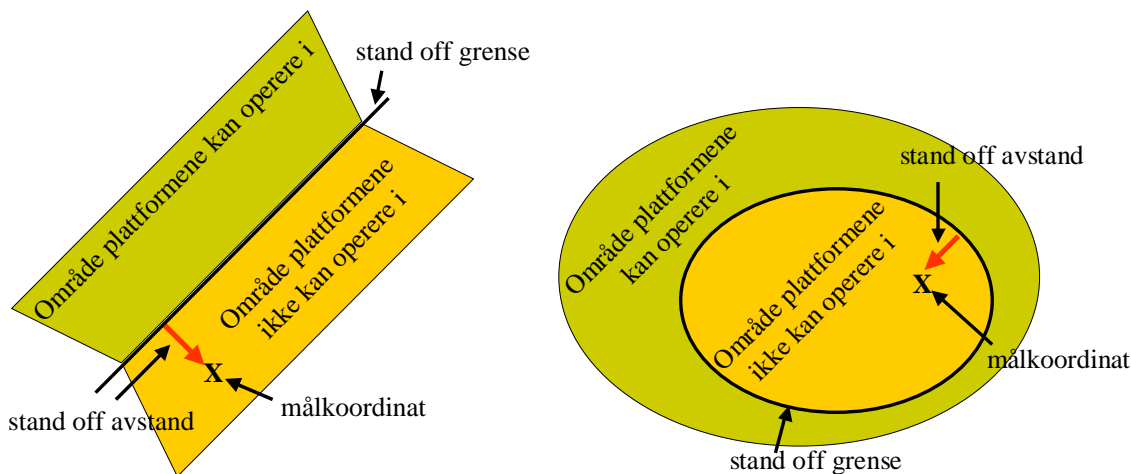 stand off grense
Område plattformene kan operere i
Område plattformene
ikke kan operere i
X
stand off avstand
målkoordinat
Område plattformene
kan operere i
stand off avstand
Område plattformene
ikke kan operere i
X
målkoordinat
stand off grense